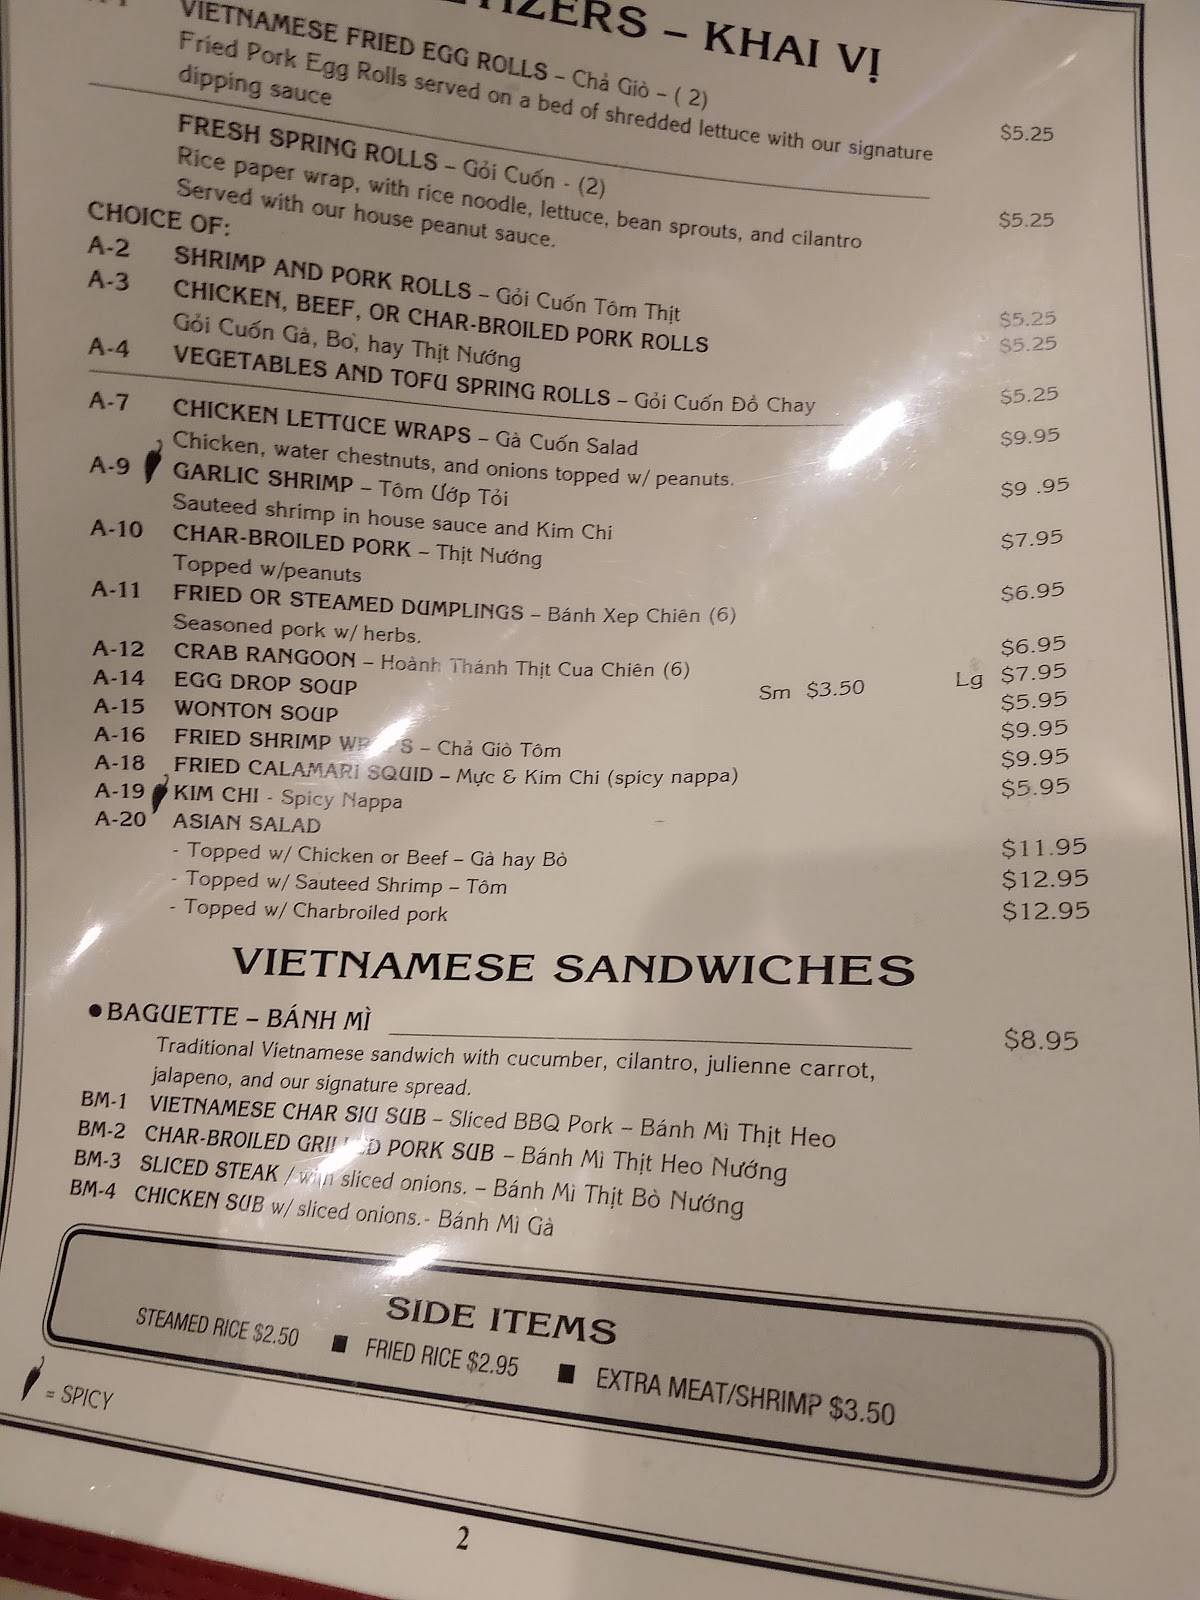 – KHAI VỊ
VIETNAMESE FRIED EGG ROLLS – Chả Giò – ( 2)
Fried Pork Egg Rolls served on a bed of shredded lettuce with our signature $5.25
dipping sauce
FRESH SPRING ROLLS – Gỏi Cuốn - (2)
Rice paper wrap, with rice noodle, lettuce, bean sprouts, and cilantro $5.25
Served with our house peanut sauce.
CHOICE OF:
A-2 SHRIMP AND PORK ROLLS – Gỏi Cuốn Tôm Thịt $5.25
A-3 CHICKEN, BEEF, OR CHAR-BROILED PORK ROLLS $5.25
Gỏi Cuốn Gà, Bò, hay Thịt Nướng
A-4 VEGETABLES AND TOFU SPRING ROLLS – Gỏi Cuốn Đồ Chay $5.25
A-7 CHICKEN LETTUCE WRAPS – Gà Cuốn Salad $9.95
Chicken, water chestnuts, and onions topped w/ peanuts.
A-9 GARLIC SHRIMP – Tôm Ướp Tỏi $9 .95
Sauteed shrimp in house sauce and Kim Chi
A-10 CHAR-BROILED PORK – Thịt Nướng $7.95
Topped w/peanuts
A-11 FRIED OR STEAMED DUMPLINGS – Bánh Xep Chiên (6) $6.95
Seasoned pork w/ herbs.
A-12 CRAB RANGOON – Hoành Thánh Thịt Cua Chiên (6) $6.95
A-14 EGG DROP SOUP Sm $3.50 Lg $7.95
A-15 WONTON SOUP $5.95
A-16 FRIED SHRIMP – Chả Giò Tôm $9.95
A-18 FRIED CALAMARI SQUID – Mực & Kim Chi (spicy nappa) $9.95
A-19 KIM CHI - Spicy Nappa $5.95
A-20 ASIAN SALAD
- Topped w/ Chicken or Beef – Gà hay Bò $11.95
- Topped w/ Sauteed Shrimp – Tôm $12.95
- Topped w/ Charbroiled pork $12.95
VIETNAMESE SANDWICHES
• BAGUETTE – BÁNH MÌ $8.95
Traditional Vietnamese sandwich with cucumber, cilantro, julienne carrot,
jalapeno, and our signature spread.
BM-1 VIETNAMESE CHAR SIU SUB – Sliced BBQ Pork – Bánh Mì Thịt Heo
BM-2 CHAR-BROILED GRILLED PORK SUB – Bánh Mì Thịt Heo Nướng
BM-3 SLICED STEAK / with sliced onions. – Bánh Mì Thịt Bò Nướng
BM-4 CHICKEN SUB w/ sliced onions.- Bánh Mì Gà
SIDE ITEMS
STEAMED RICE $2.50 ■ FRIED RICE $2.95 ■ EXTRA MEAT/SHRIMP $3.50
= SPICY
2